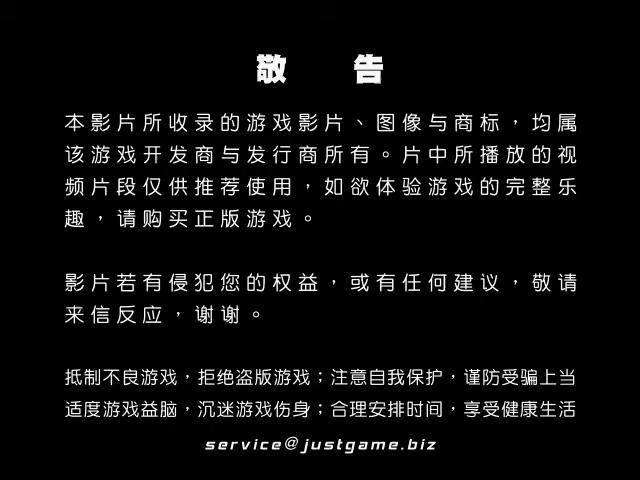 敬 告
本影片所收录的游戏影片、图像与商标，均属
该游戏开发商与发行商所有。片中所播放的视
频片段仅供推荐使用，如欲体验游戏的完整乐
趣，请购买正版游戏。
影片若有侵犯您的权益，或有任何建议，敬请
来信反应，谢谢。
抵制不良游戏，拒绝盗版游戏；注意自我保护，谨防受骗上当
适度游戏益脑，沉迷游戏伤身；合理安排时间，享受健康生活
service@justgame.biz